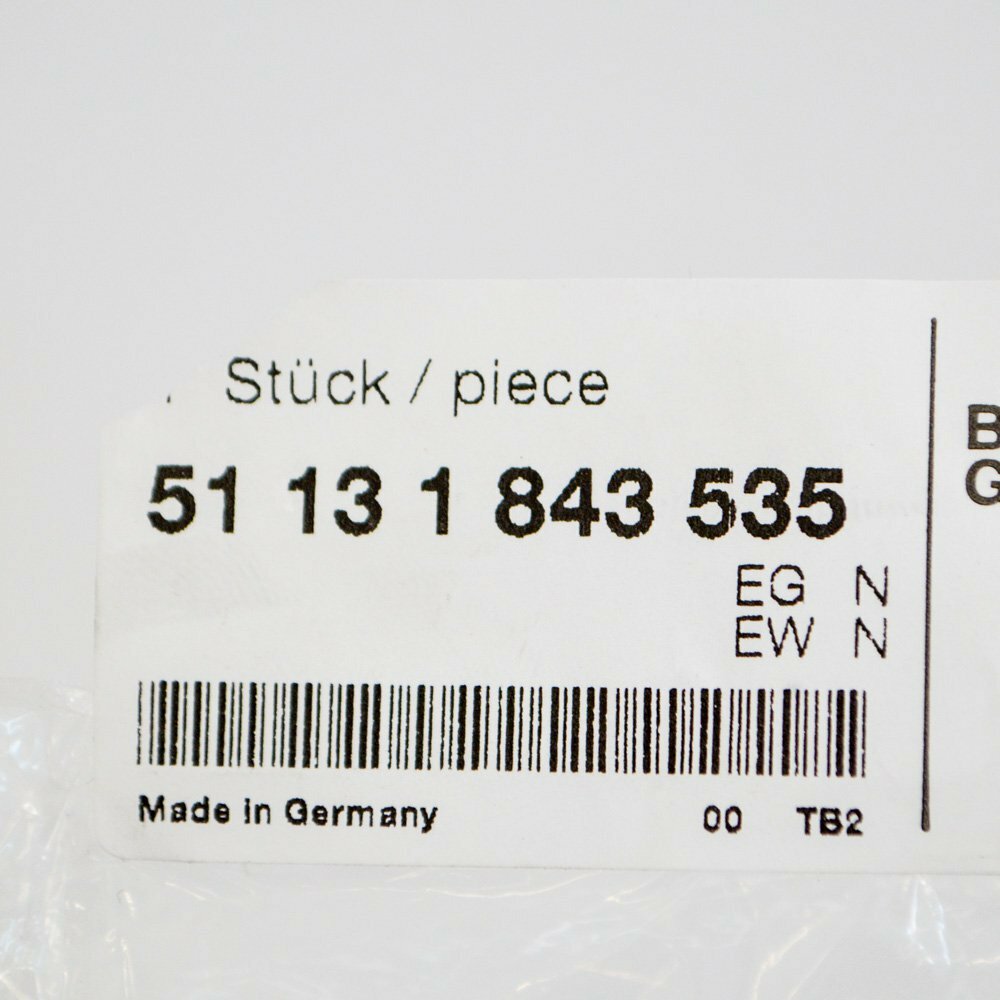 Stück / piece
51 13 1 843 535
EG N
EW N
Made in Germany 00 TB2
B
G